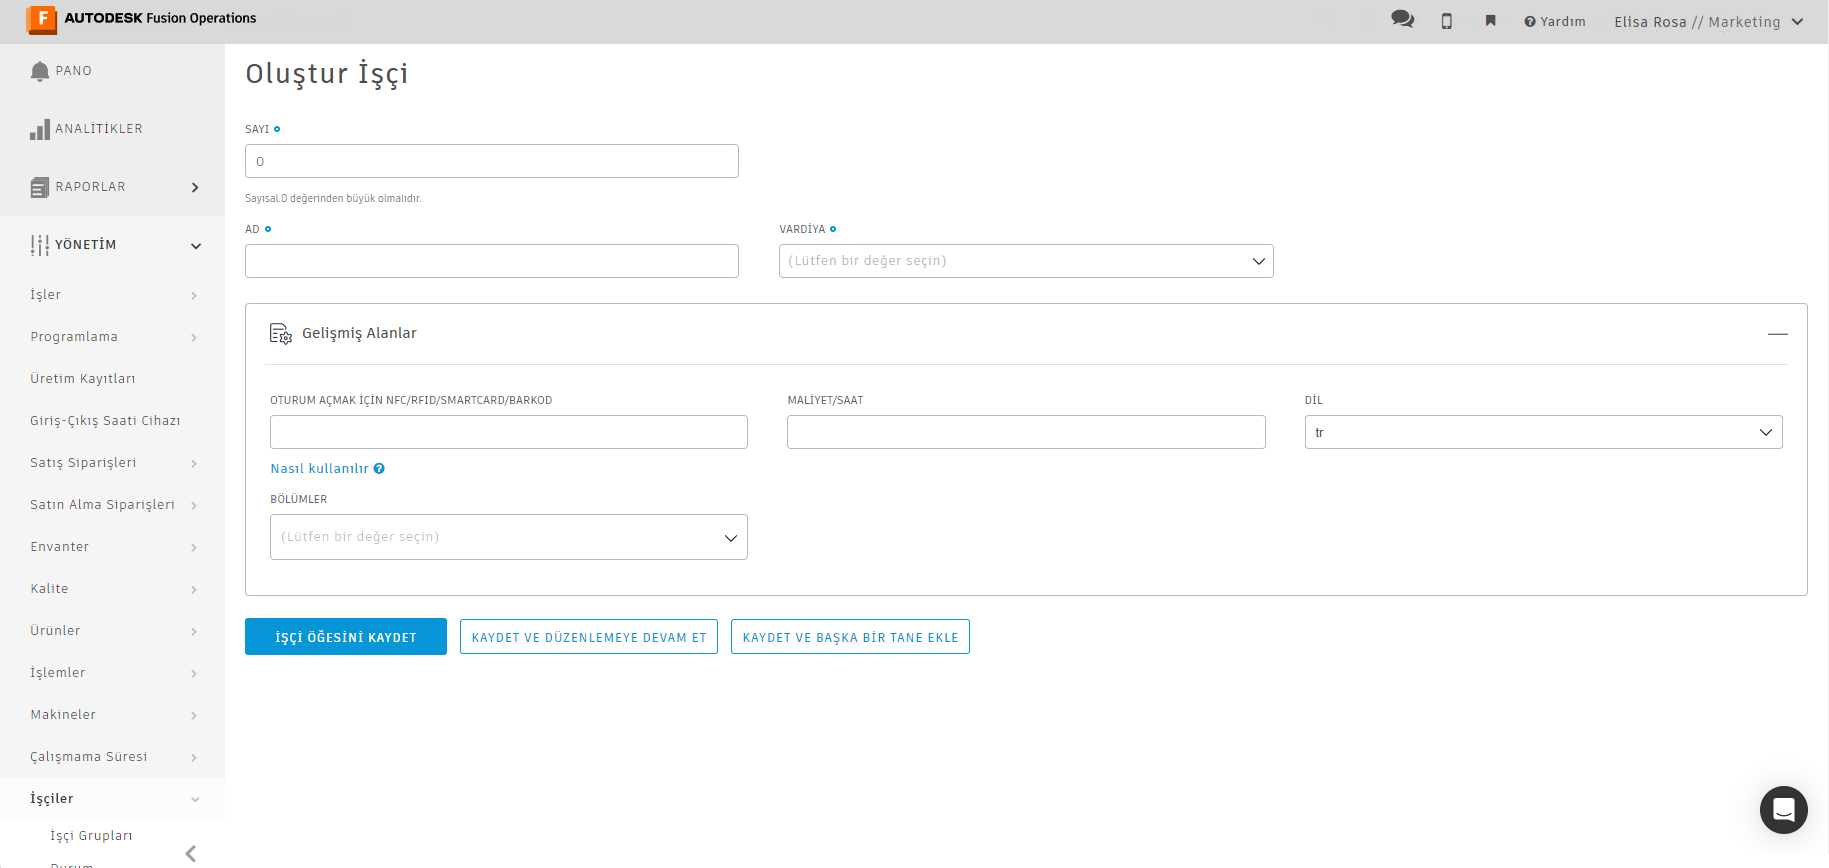 AUTODESK Fusion Operations
Yardım
Elisa Rosa // Marketing
PANO
ANALİTİKLER
RAPORLAR
YÖNETİM
İşler
Programlama
Üretim Kayıtları
Giriş-Çıkış Saati Cihazı
Satış Siparişleri
Satın Alma Siparişleri
Envanter
Kalite
Ürünler
İşlemler
Makineler
Çalışmama Süresi
İşçiler
İşçi Grupları
Durum
Oluştur İşçi
SAYI
0
Sayısal.0 değerinden büyük olmalıdır.
AD
VARDİYA
(Lütfen bir değer seçin)
Gelişmiş Alanlar
OTURUM AÇMAK İÇİN NFC/RFID/SMARTCARD/BARKOD
MALİYET/SAAT
DİL
tr
Nasıl kullanılır
BÖLÜMLER
(Lütfen bir değer seçin)
İŞÇİ ÖĞESİNİ KAYDET
KAYDET VE DÜZENLEMEYE DEVAM ET
KAYDET VE BAŞKA BİR TANE EKLE